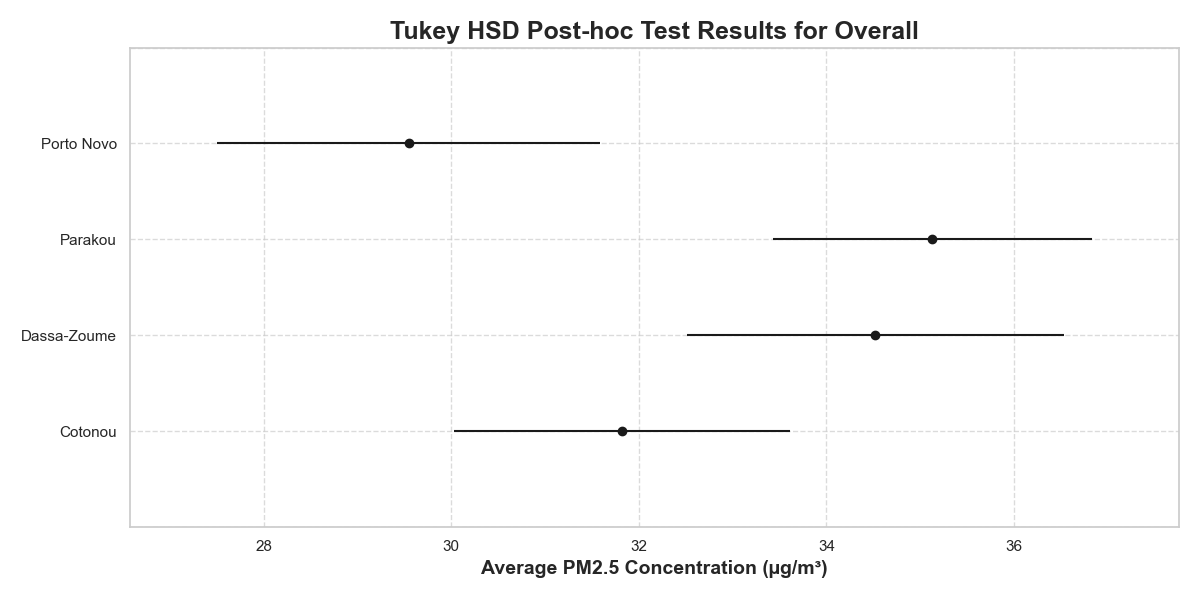 Tukey HSD Post-hoc Test Results for Overall
Porto Novo
Parakou
Dassa-Zoume
Cotonou
28 30 32 34 36
Average PM2.5 Concentration (µg/m³)